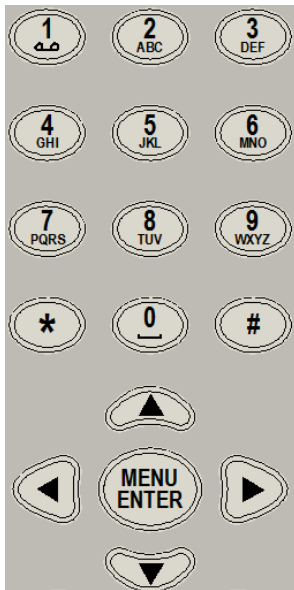 1 2 3
ABC DEF
4 5 6
GHI JKL MNO
7 8 9
PQRS TUV WXYZ
* 0 #
MENU
ENTER